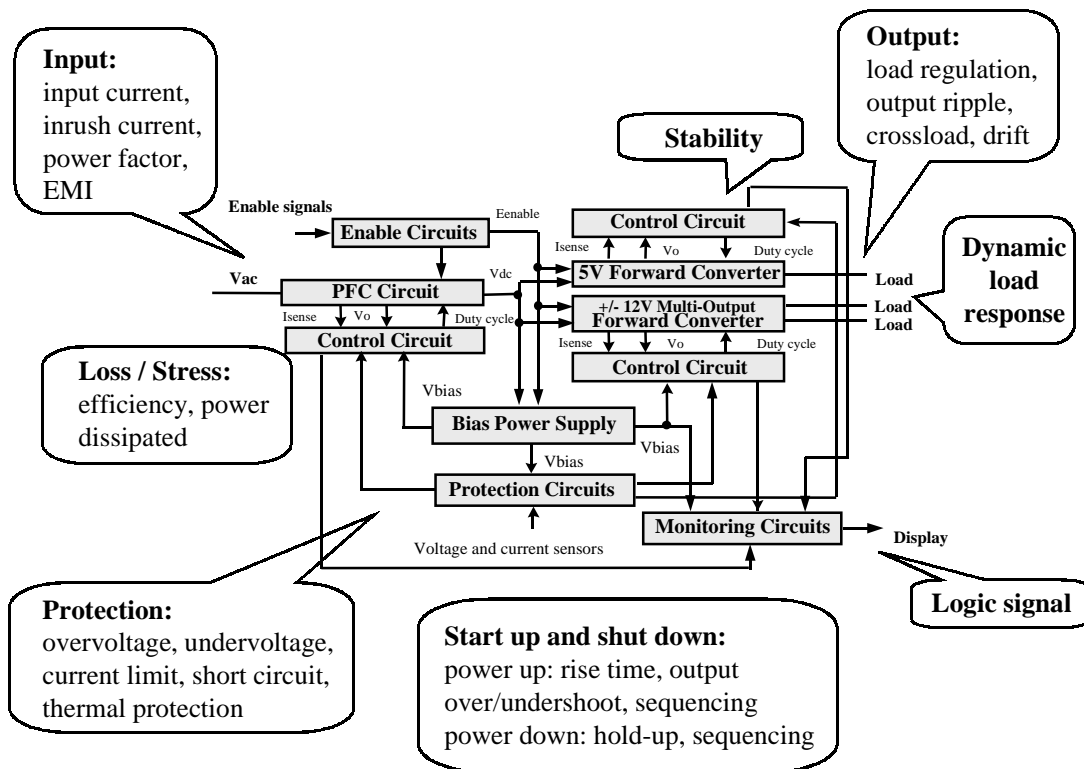 Input:
input current,
inrush current,
power factor,
EMI
Output:
load regulation,
output ripple,
crossload, drift
Stability
Enable signals
Enable Circuits
Eenable
Control Circuit
Isense
Vo
Duty cycle
5V Forward Converter
Load
Dynamic
load
response
Vac
PFC Circuit
Vdc
+/- 12V Multi-Output
Forward Converter
Load
Load
Isense
Vo
Duty cycle
Control Circuit
Isense
Vo
Duty cycle
Control Circuit
Loss / Stress:
efficiency, power
dissipated
Vbias
Bias Power Supply
Vbias
Vbias
Protection Circuits
Monitoring Circuits
Display
Voltage and current sensors
Logic signal
Protection:
overvoltage, undervoltage,
current limit, short circuit,
thermal protection
Start up and shut down:
power up: rise time, output
over/undershoot, sequencing
power down: hold-up, sequencing